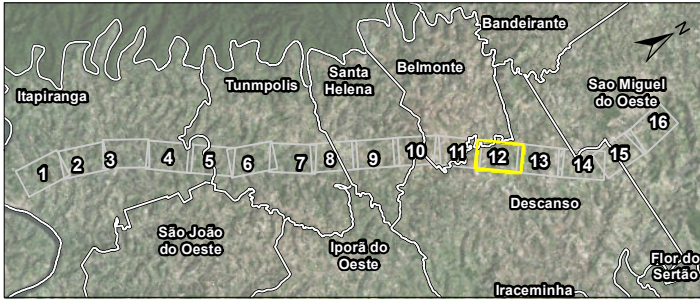 Bandeirante
N
Belmonte
Santa
Helena
Tunmpolis
Itapiranga
Sao Miguel
do Oeste
1
2
3
4
5
6
7
8
9
10
11
12
13
14
15
16
Descanso
São João
do Oeste
Iporã do
Oeste
Flor do
Sertão
Iraceminha